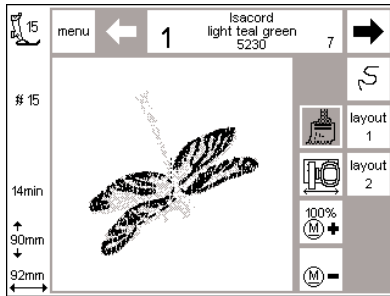 15
menu
1
Isacord
light teal green
5230
7
# 15
layout
1
layout
2
14min
100%
M +
90mm
M -
92mm